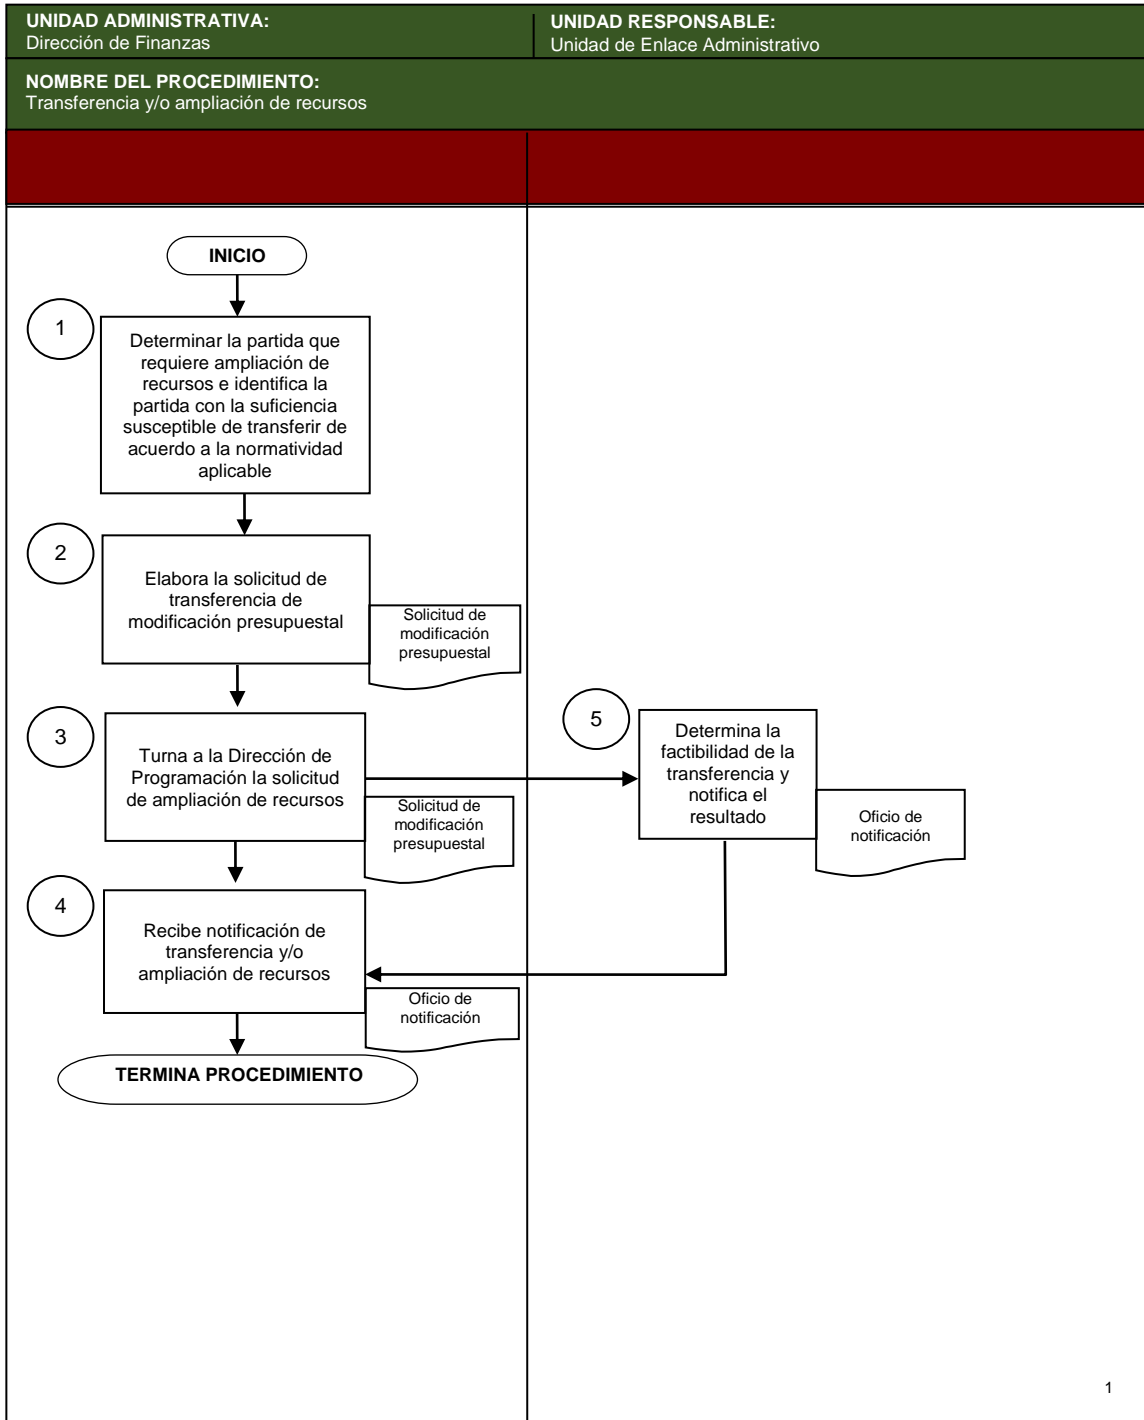 UNIDAD ADMINISTRATIVA:
Dirección de Finanzas
UNIDAD RESPONSABLE:
Unidad de Enlace Administrativo
NOMBRE DEL PROCEDIMIENTO:
Transferencia y/o ampliación de recursos
INICIO
1
Determinar la partida que
requiere ampliación de
recursos e identifica la
partida con la suficiencia
susceptible de transferir de
acuerdo a la normatividad
aplicable
2
Elabora la solicitud de
transferencia de
modificación presupuestal
Solicitud de
modificación
presupuestal
3
Turna a la Dirección de
Programación la solicitud
de ampliación de recursos
Solicitud de
modificación
presupuestal
5
Determina la
factibilidad de la
transferencia y
notifica el
resultado
Oficio de
notificación
4
Recibe notificación de
transferencia y/o
ampliación de recursos
Oficio de
notificación
TERMINA PROCEDIMIENTO
1